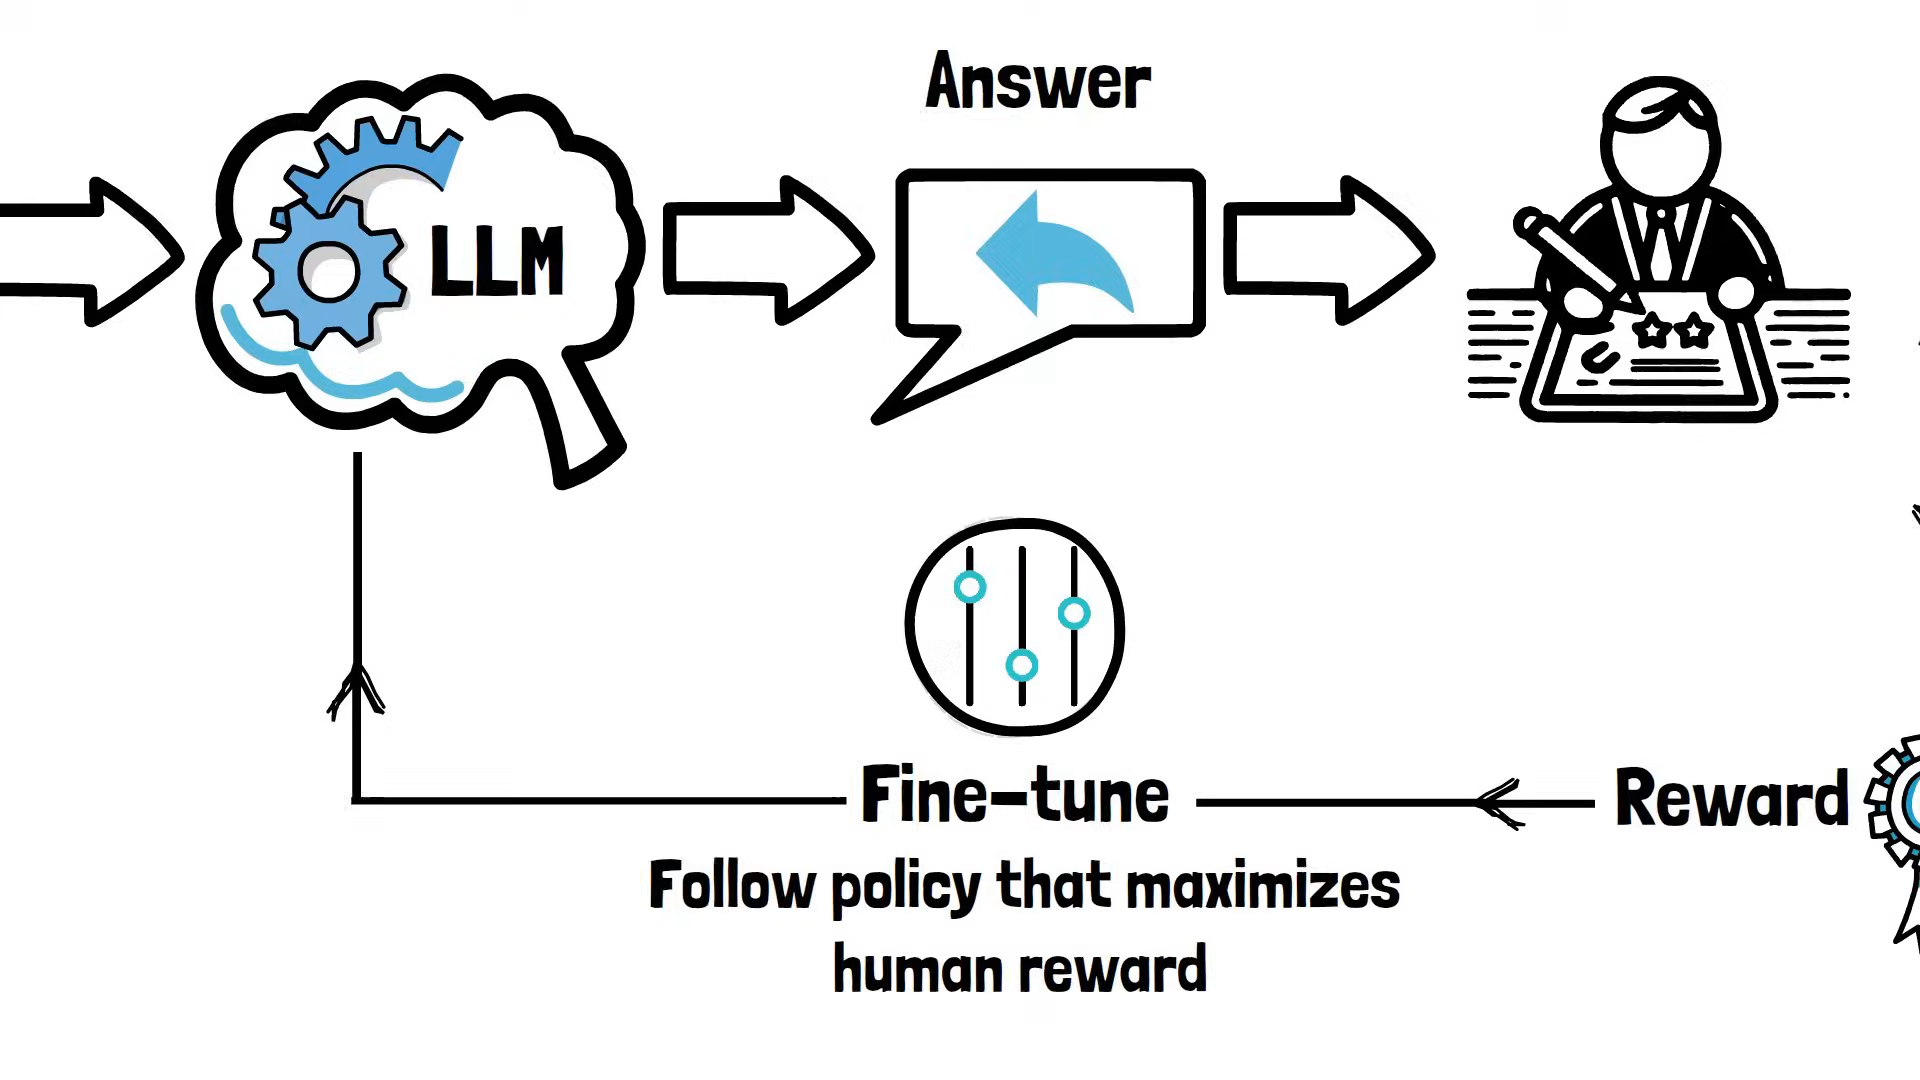 Answer
LLM
Fine-tune
Reward
Follow policy that maximizes
human reward